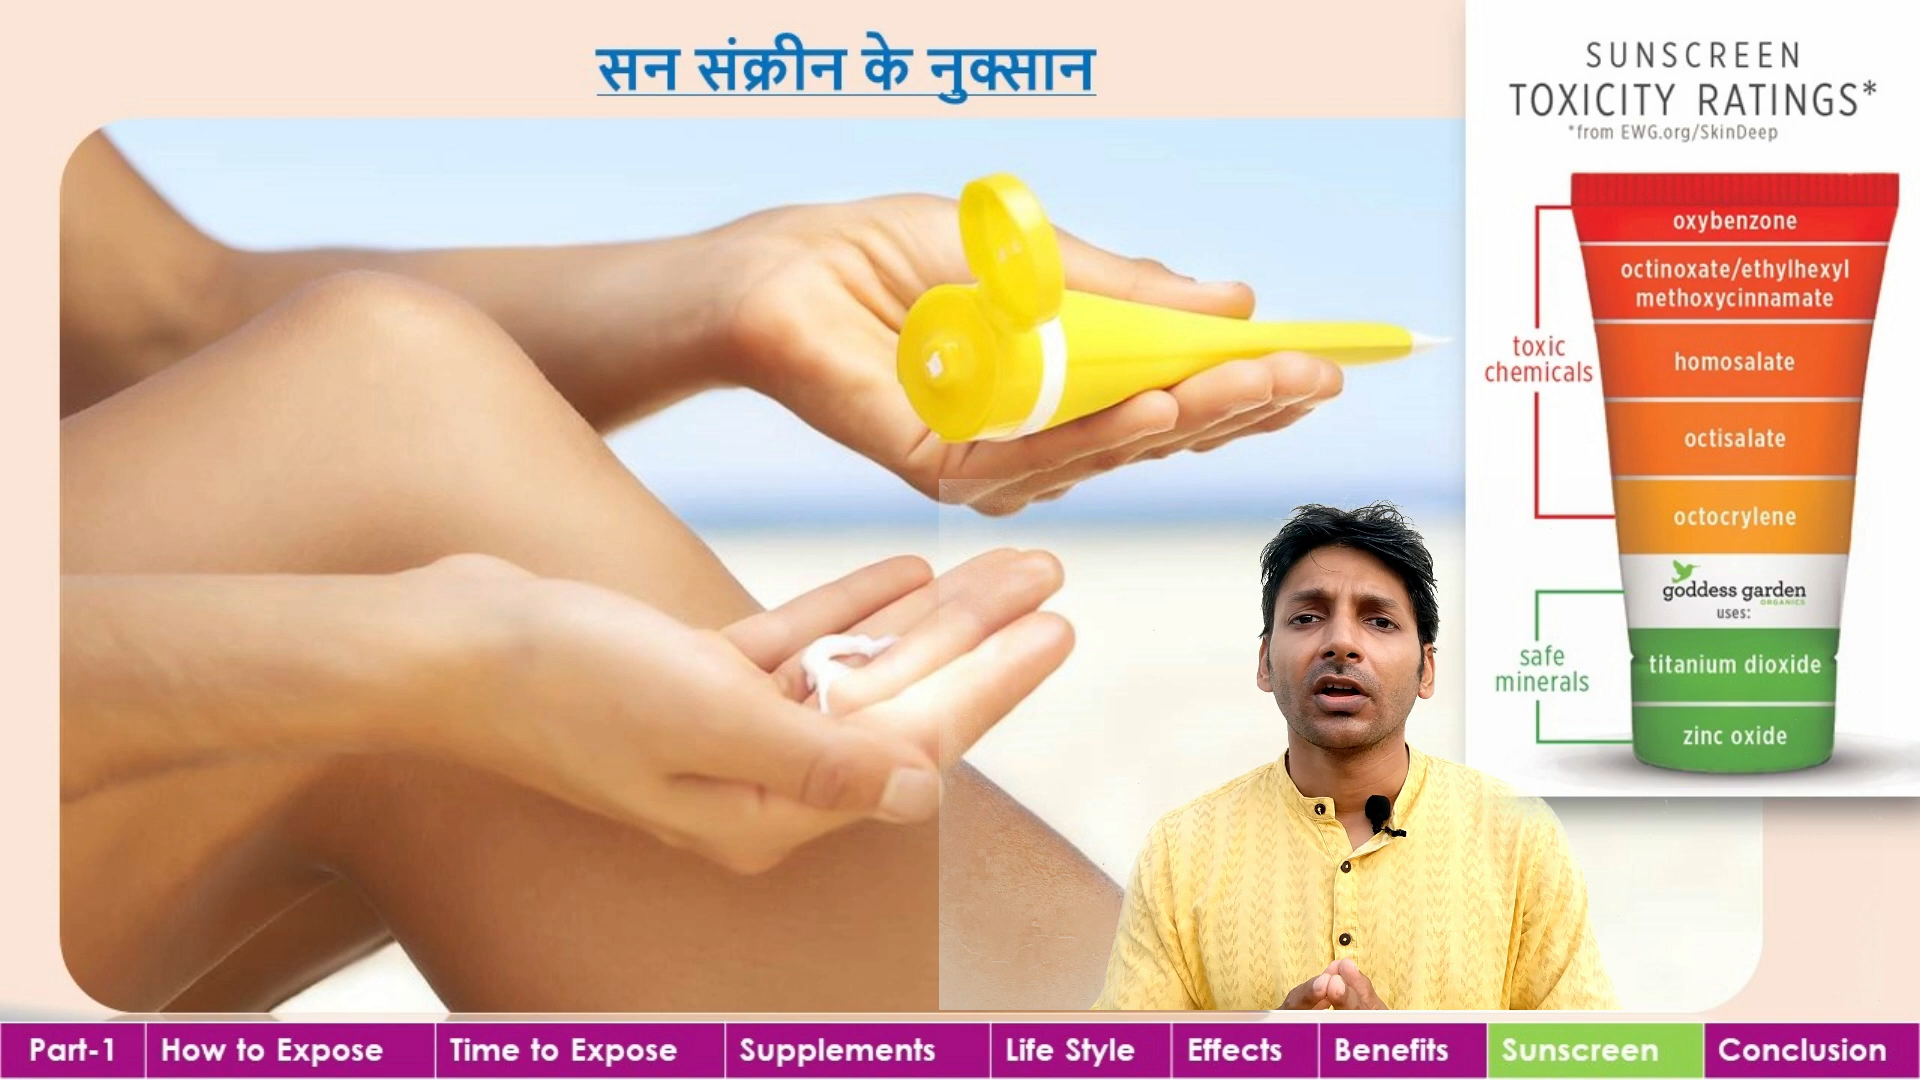 सन संक्रीन के नुक्सान
SUNSCREEN
TOXICITY RATINGS*
*from EWG.org/SkinDeep
oxybenzone
octinoxate/ethylhexyl
methoxycinnamate
toxic
chemicals
homosalate
octisalate
octocrylene
goddess garden
ORGANICS
uses:
safe
minerals
titanium dioxide
zinc oxide
Part-1
How to Expose
Time to Expose
Supplements
Life Style
Effects
Benefits
Sunscreen
Conclusion